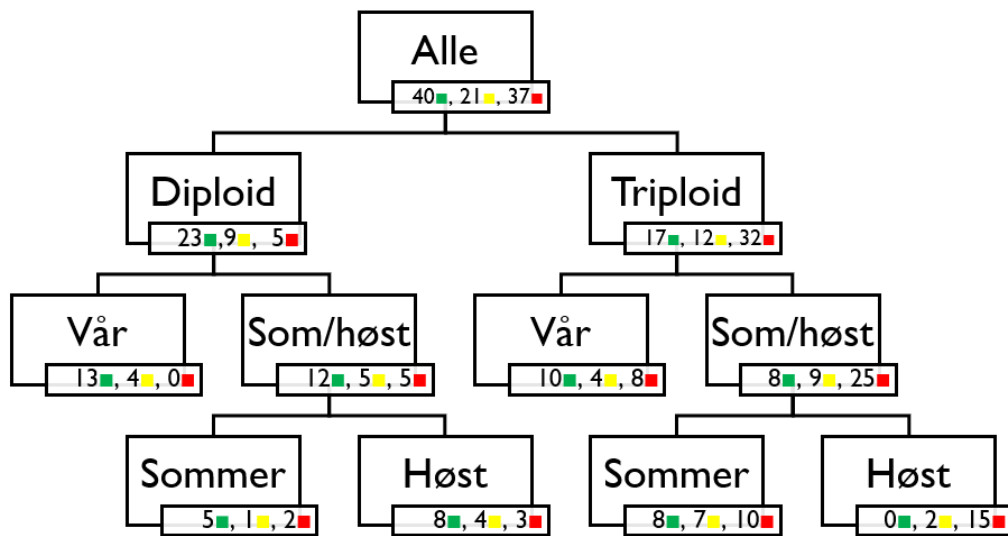 Alle
40, 21, 37
Diploid
23,9, 5
Triploid
17, 12, 32
Vår
13, 4, 0
Som/høst
12, 5, 5
Vår
10, 4, 8
Som/høst
8, 9, 25
Sommer
5, 1, 2
Høst
8, 4, 3
Sommer
8, 7, 10
Høst
0, 2, 15